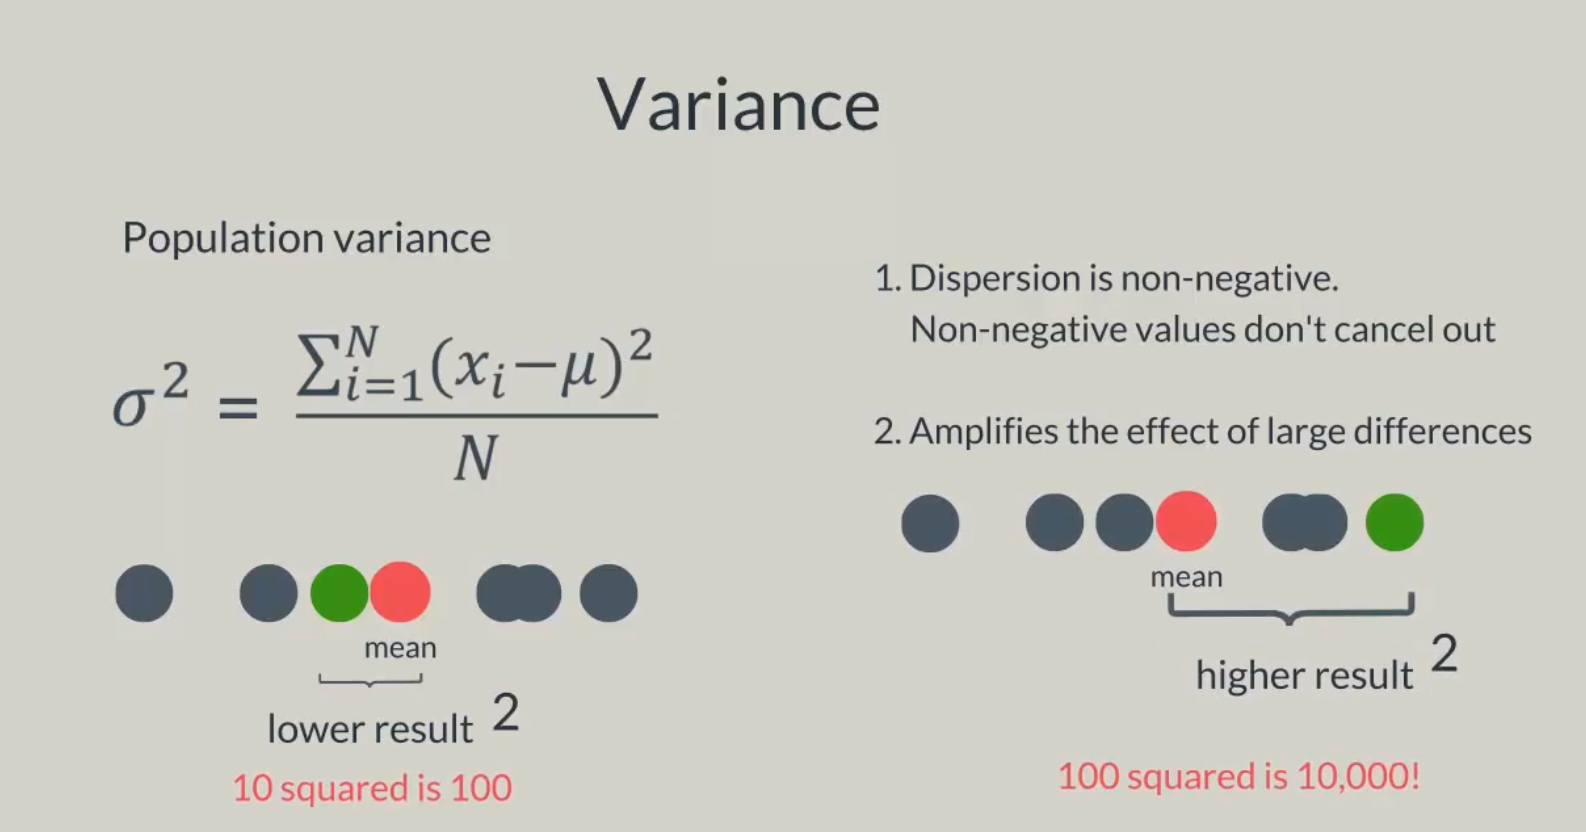 Variance
Population variance
σ² = \frac{\sum_{i=1}^{N}(x_i-\mu)^2}{N}
mean
lower result ²
10 squared is 100
1. Dispersion is non-negative.
Non-negative values don't cancel out
2. Amplifies the effect of large differences
mean
higher result ²
100 squared is 10,000!